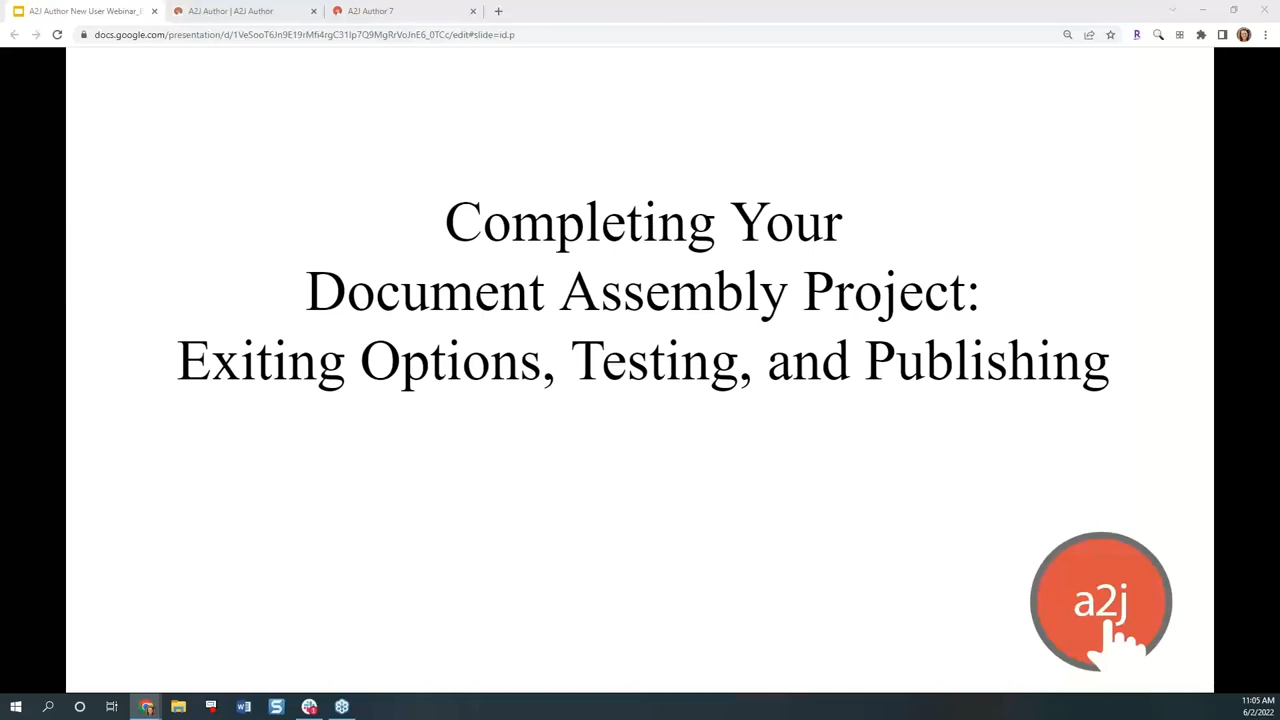 A2J Author New User Webinar_E
A2J Author | A2J Author
A2J Author 7
docs.google.com/presentation/d/1VeSooT6Jn9E19rMfi4rgC31lp7Q9MgRrVoJnE6_0TCc/edit#slide=id.p
Completing Your
Document Assembly Project:
Exiting Options, Testing, and Publishing
a2j
11:05 AM
6/2/2022